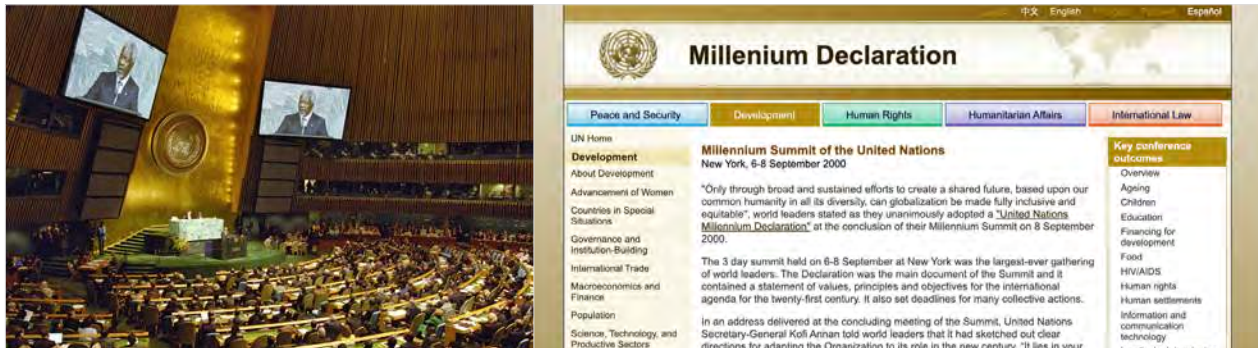 中文 English
Español
Millenium Declaration
Peace and Security
Development
Human Rights
Humanitarian Affairs
International Law
UN Home
Development
About Development
Advancement of Women
Countries in Special
Situations
Governance and
Institution-Building
International Trade
Macroeconomics and
Finance
Population
Science, Technology, and
Productive Sectors
Millennium Summit of the United Nations
New York, 6-8 September 2000
"Only through broad and sustained efforts to create a shared future, based upon our
common humanity in all its diversity, can globalization be made fully inclusive and
equitable", world leaders stated as they unanimously adopted a "United Nations
Millennium Declaration" at the conclusion of their Millennium Summit on 8 September
2000.
The 3 day summit held on 6-8 September at New York was the largest-ever gathering
of world leaders. The Declaration was the main document of the Summit and it
contained a statement of values, principles and objectives for the international
agenda for the twenty-first century. It also set deadlines for many collective actions.
In an address delivered at the concluding meeting of the Summit, United Nations
Secretary-General Kofi Annan told world leaders that it had sketched out clear
directions for adapting the Organization to its role in the new century. "It lies in your
Key conference
outcomes
Overview
Ageing
Children
Education
Financing for
development
Food
HIV/AIDS
Human rights
Human settlements
Information and
communication
technology